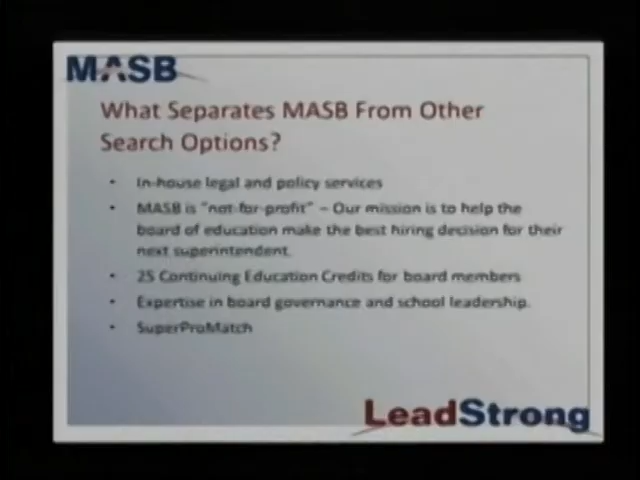 MASB
What Separates MASB From Other
Search Options?
• In-house legal and policy services
• MASB is "not-for-profit" – Our mission is to help the
board of education make the best hiring decision for their
next superintendent.
• 25 Continuing Education Credits for board members
• Expertise in board governance and school leadership.
• SuperProMatch
LeadStrong